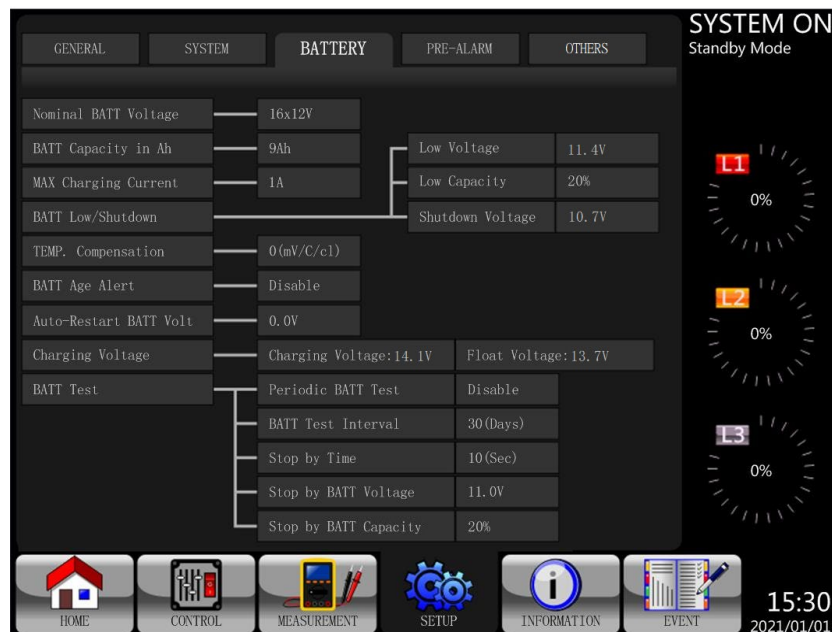 SYSTEM ON
Standby Mode
GENERAL SYSTEM BATTERY PRE-ALARM OTHERS
Nominal BATT Voltage 16x12V
BATT Capacity in Ah 9Ah Low Voltage 11.4V
MAX Charging Current 1A Low Capacity 20%
BATT Low/Shutdown Shutdown Voltage 10.7V
TEMP. Compensation 0(mV/C/cl)
BATT Age Alert Disable
Auto-Restart BATT Volt 0.0V
Charging Voltage Charging Voltage:14.1V Float Voltage:13.7V
BATT Test Periodic BATT Test Disable
BATT Test Interval 30(Days)
Stop by Time 10(Sec)
Stop by BATT Voltage 11.0V
Stop by BATT Capacity 20%
L1
0%
L2
0%
L3
0%
HOME CONTROL MEASUREMENT SETUP INFORMATION EVENT
15:30
2021/01/01